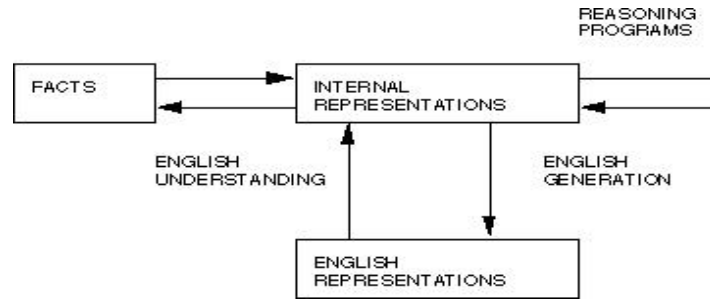 REASONING
PROGRAMS
FACTS
INTERNAL
REPRESENTATIONS
ENGLISH
UNDERSTANDING
ENGLISH
GENERATION
ENGLISH
REPRESENTATIONS